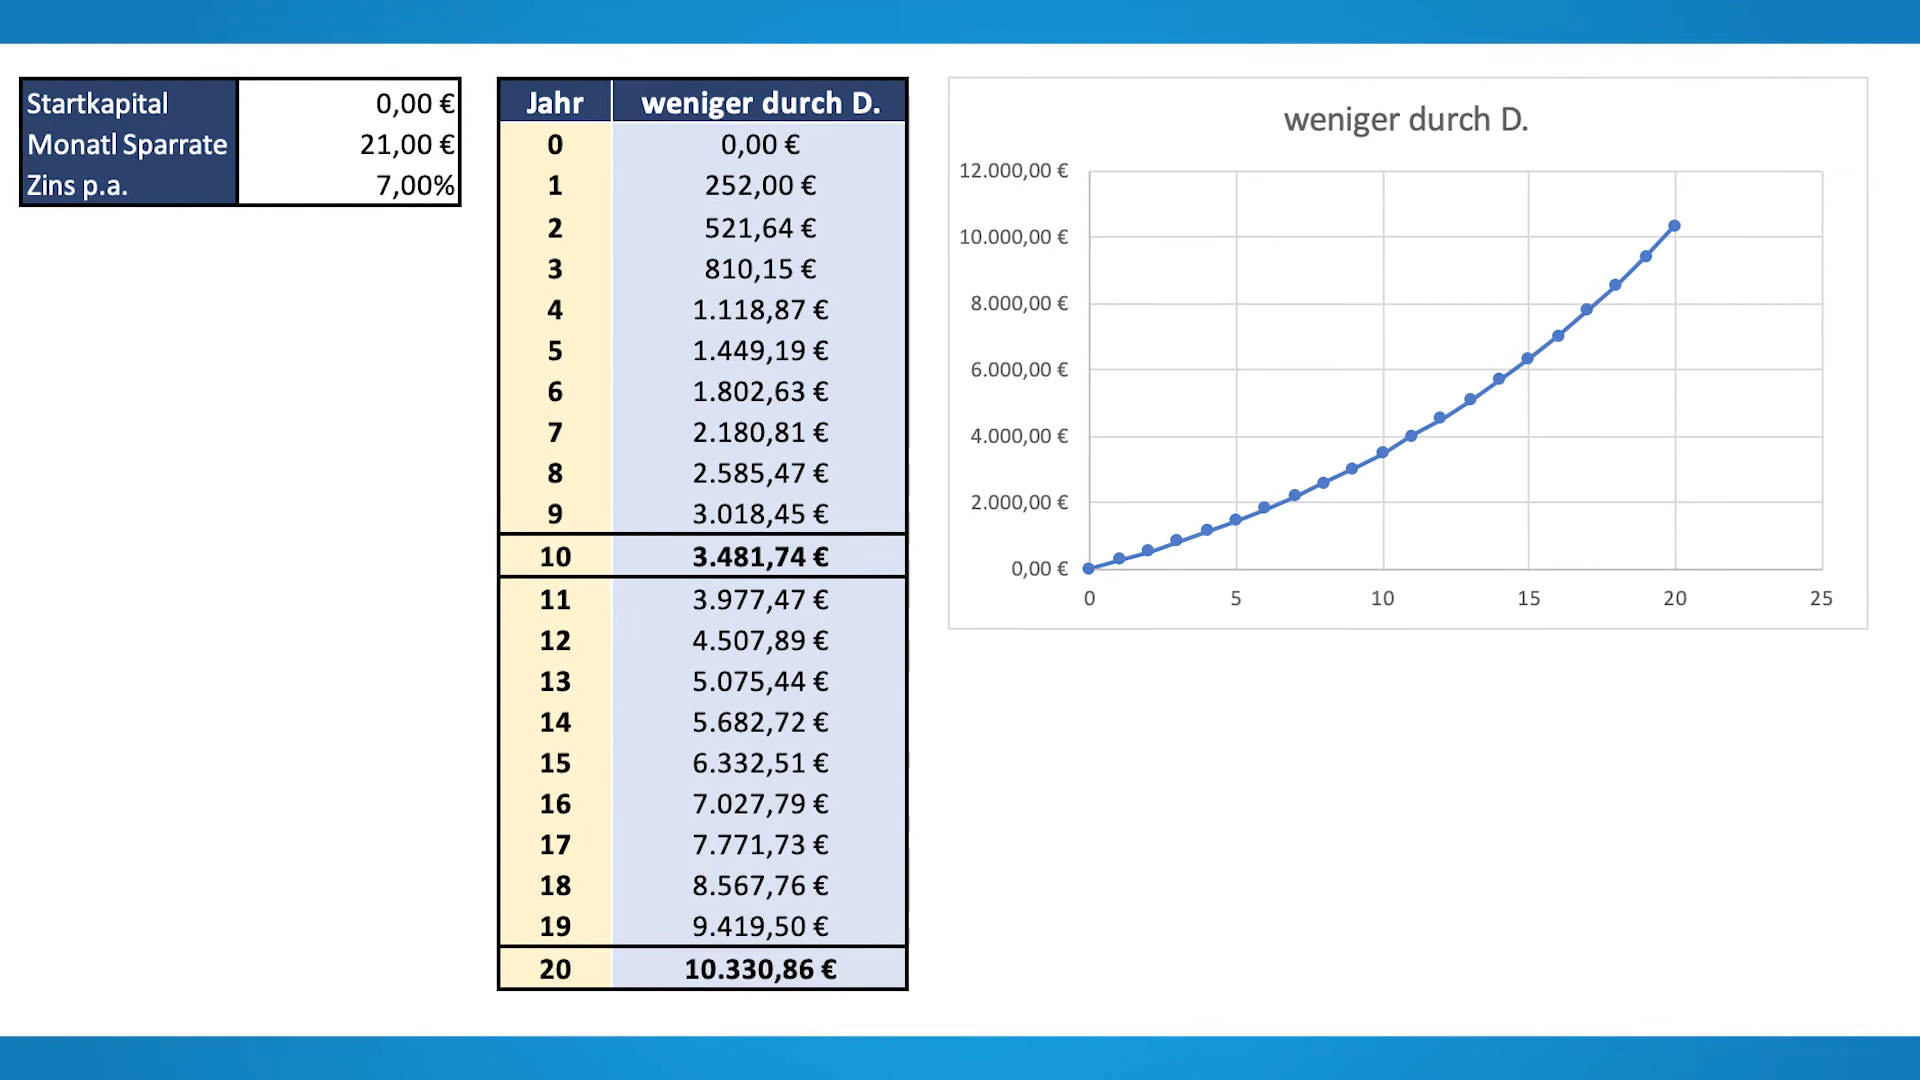 Startkapital 0,00 €
Monatl Sparrate 21,00 €
Zins p.a. 7,00%
Jahr weniger durch D.
0 0,00 €
1 252,00 €
2 521,64 €
3 810,15 €
4 1.118,87 €
5 1.449,19 €
6 1.802,63 €
7 2.180,81 €
8 2.585,47 €
9 3.018,45 €
10 3.481,74 €
11 3.977,47 €
12 4.507,89 €
13 5.075,44 €
14 5.682,72 €
15 6.332,51 €
16 7.027,79 €
17 7.771,73 €
18 8.567,76 €
19 9.419,50 €
20 10.330,86 €
weniger durch D.
12.000,00 €
10.000,00 €
8.000,00 €
6.000,00 €
4.000,00 €
2.000,00 €
0,00 €
0 5 10 15 20 25